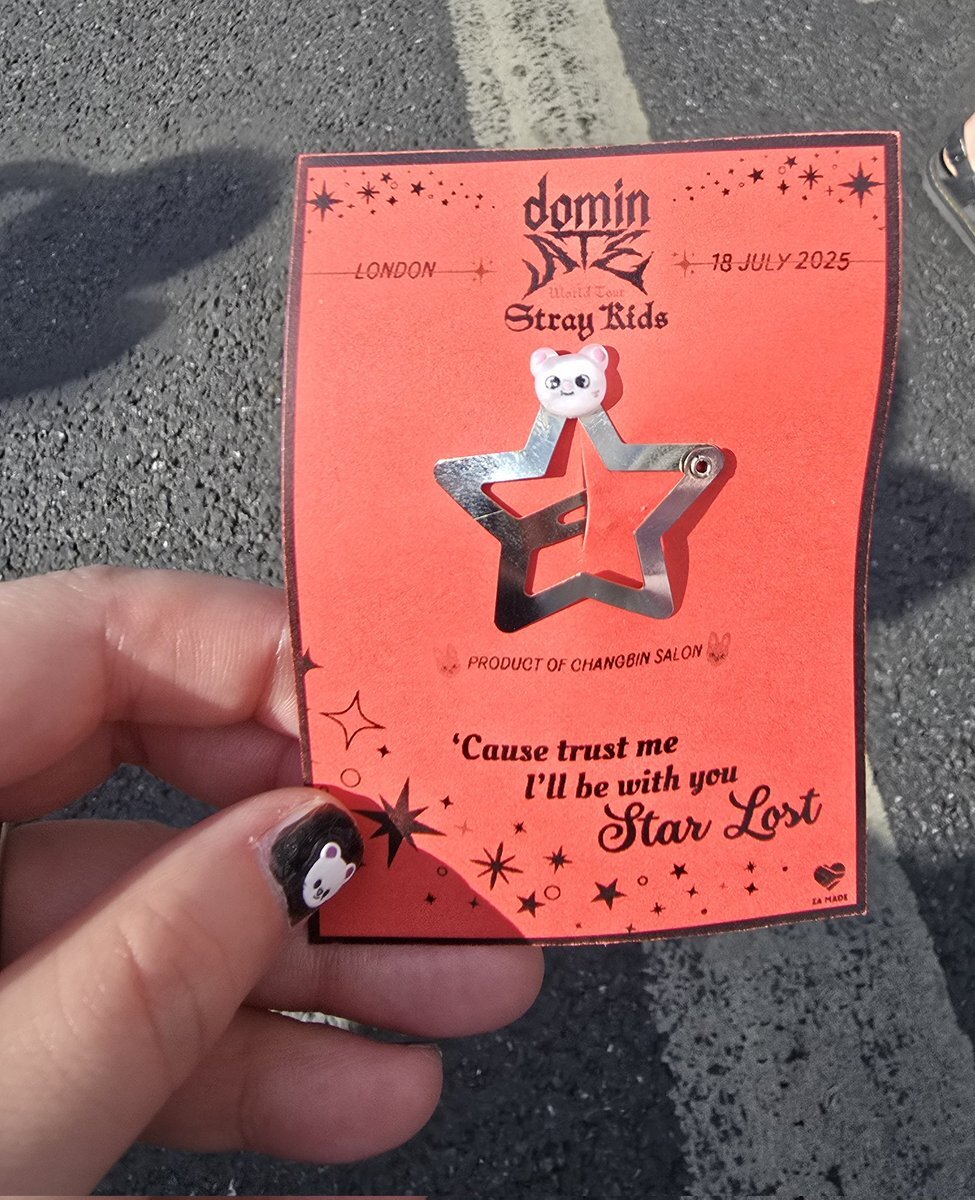 domin
ATE
LONDON
18 JULY 2025
World Tour
Stray Kids
PRODUCT OF CHANGBIN SALON
‘Cause trust me
I’ll be with you
Star Lost
ZA MADE